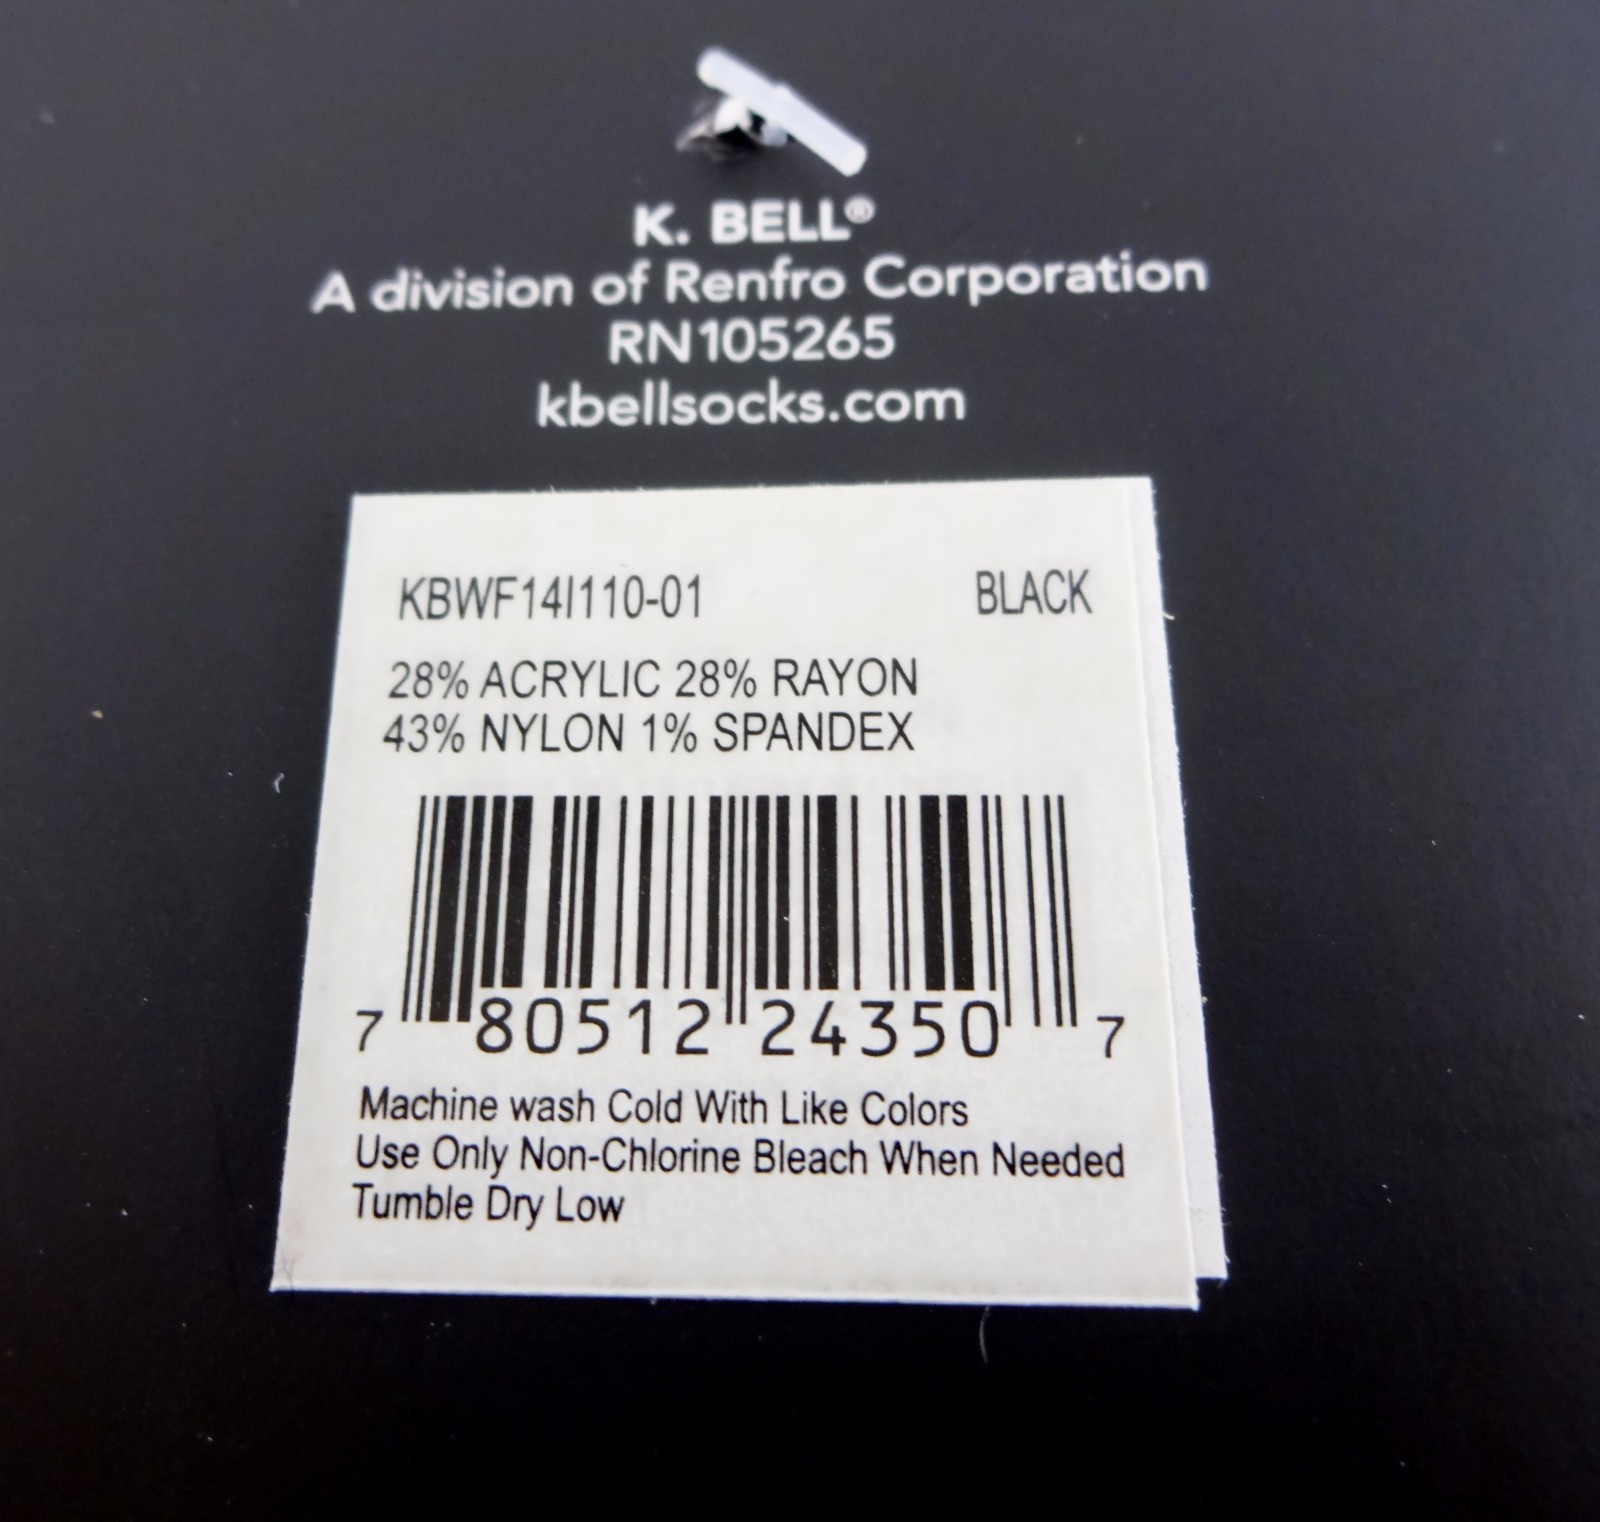 K. BELL®
A division of Renfro Corporation
RN105265
kbellsocks.com
KBWF14I110-01 BLACK
28% ACRYLIC 28% RAYON
43% NYLON 1% SPANDEX
7 80512 24350 7
Machine wash Cold With Like Colors
Use Only Non-Chlorine Bleach When Needed
Tumble Dry Low